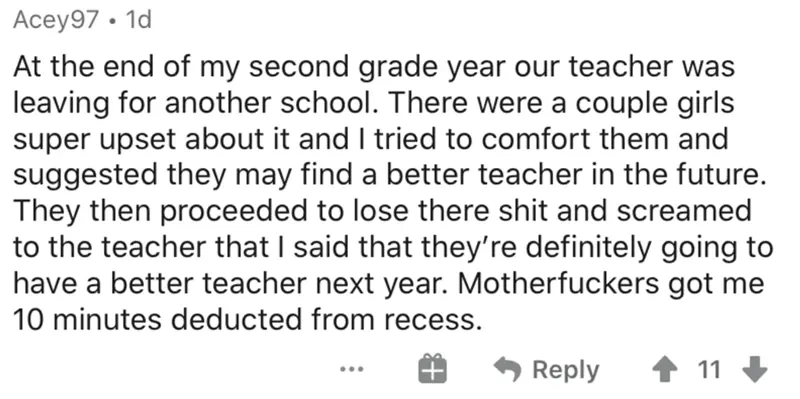 Acey97 • 1d
At the end of my second grade year our teacher was
leaving for another school. There were a couple girls
super upset about it and I tried to comfort them and
suggested they may find a better teacher in the future.
They then proceeded to lose there shit and screamed
to the teacher that I said that they're definitely going to
have a better teacher next year. Motherfuckers got me
10 minutes deducted from recess.
... Reply 11